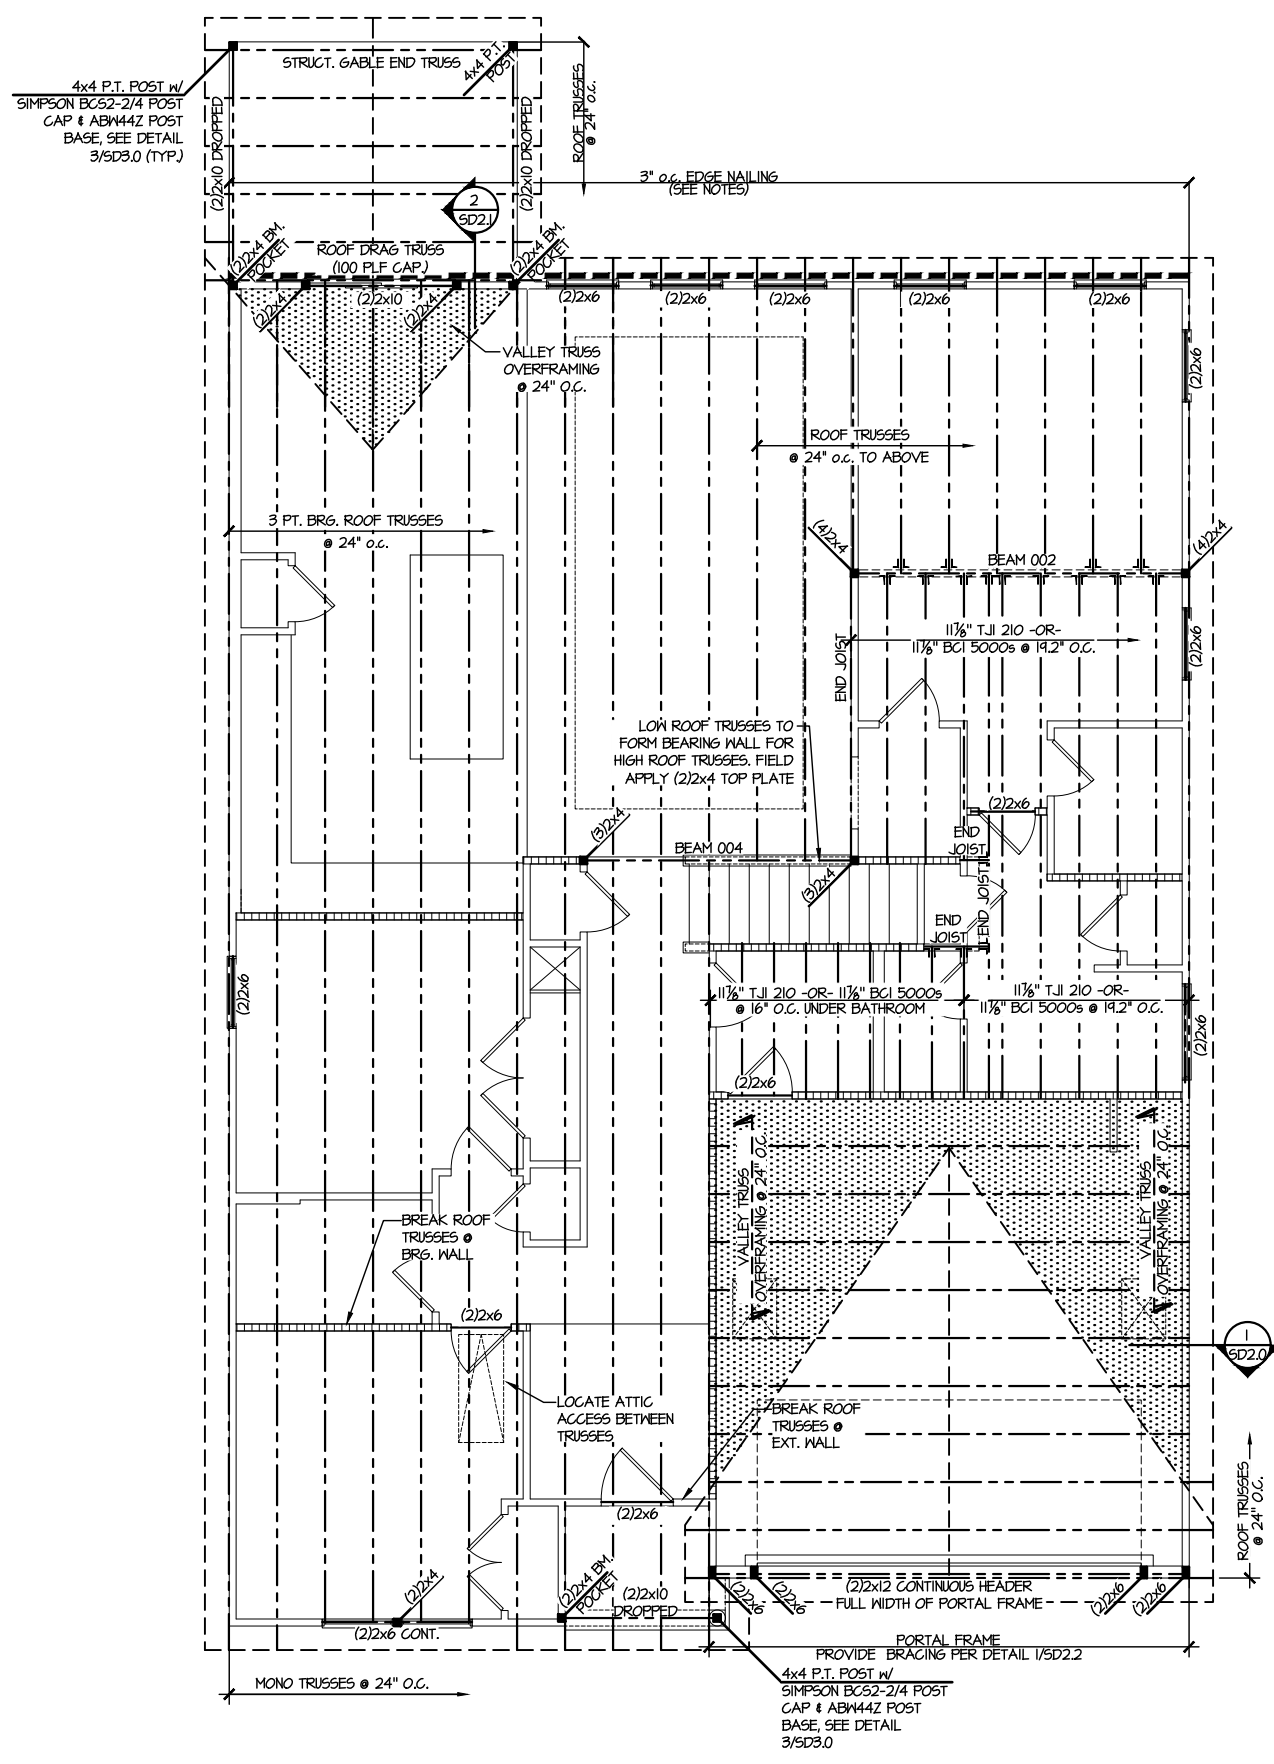 STRUCT. GABLE END TRUSS
4x4 P.T.
POST
4x4 P.T. POST w/
SIMPSON BCS2-2/4 POST
CAP & ABW44Z POST
BASE, SEE DETAIL
3/SD3.0 (TYP.)
(2)2x10 DROPPED
(2)2x10 DROPPED
ROOF TRUSSES
@ 24" o.c.
3" o.c. EDGE NAILING
(SEE NOTES)
2
SD2.1
(2)2x4 BM.
POCKET
ROOF DRAG TRUSS
(100 PLF CAP.)
(2)2x4 BM.
POCKET
(2)2x4
(2)2x10
(2)2x4
(2)2x6
(2)2x6
(2)2x6
(2)2x6
(2)2x6
(2)2x6
VALLEY TRUSS
OVERFRAMING
@ 24" O.C.
ROOF TRUSSES
@ 24" o.c. TO ABOVE
3 PT. BRG. ROOF TRUSSES
@ 24" o.c.
(4)2x4
BEAM 002
(4)2x4
END JOIST
11⅞" TJI 210 -OR-
11⅞" BCI 5000s @ 19.2" O.C.
(2)2x6
LOW ROOF TRUSSES TO
FORM BEARING WALL FOR
HIGH ROOF TRUSSES. FIELD
APPLY (2)2x4 TOP PLATE
(2)2x6
(3)2x4
BEAM 004
(3)2x4
END
JOIST
END JOIST
END
JOIST
(2)2x6
11⅞" TJI 210 -OR- 11⅞" BCI 5000s
@ 16" O.C. UNDER BATHROOM
11⅞" TJI 210 -OR-
11⅞" BCI 5000s @ 19.2" O.C.
(2)2x6
(2)2x6
VALLEY TRUSS
OVERFRAMING @ 24" O.C.
VALLEY TRUSS
OVERFRAMING @ 24" O.C.
BREAK ROOF
TRUSSES @
BRG. WALL
(2)2x6
1
SD2.0
LOCATE ATTIC
ACCESS BETWEEN
TRUSSES
BREAK ROOF
TRUSSES @
EXT. WALL
ROOF TRUSSES
@ 24" O.C.
(2)2x6
(2)2x4
(2)2x4 BM.
POCKET
(2)2x10
DROPPED
(2)2x6
(2)2x6
(2)2x12 CONTINUOUS HEADER
FULL WIDTH OF PORTAL FRAME
(2)2x6
(2)2x6
(2)2x6 CONT.
PORTAL FRAME
PROVIDE BRACING PER DETAIL 1/SD2.2
MONO TRUSSES @ 24" O.C.
4x4 P.T. POST w/
SIMPSON BCS2-2/4 POST
CAP & ABW44Z POST
BASE, SEE DETAIL
3/SD3.0